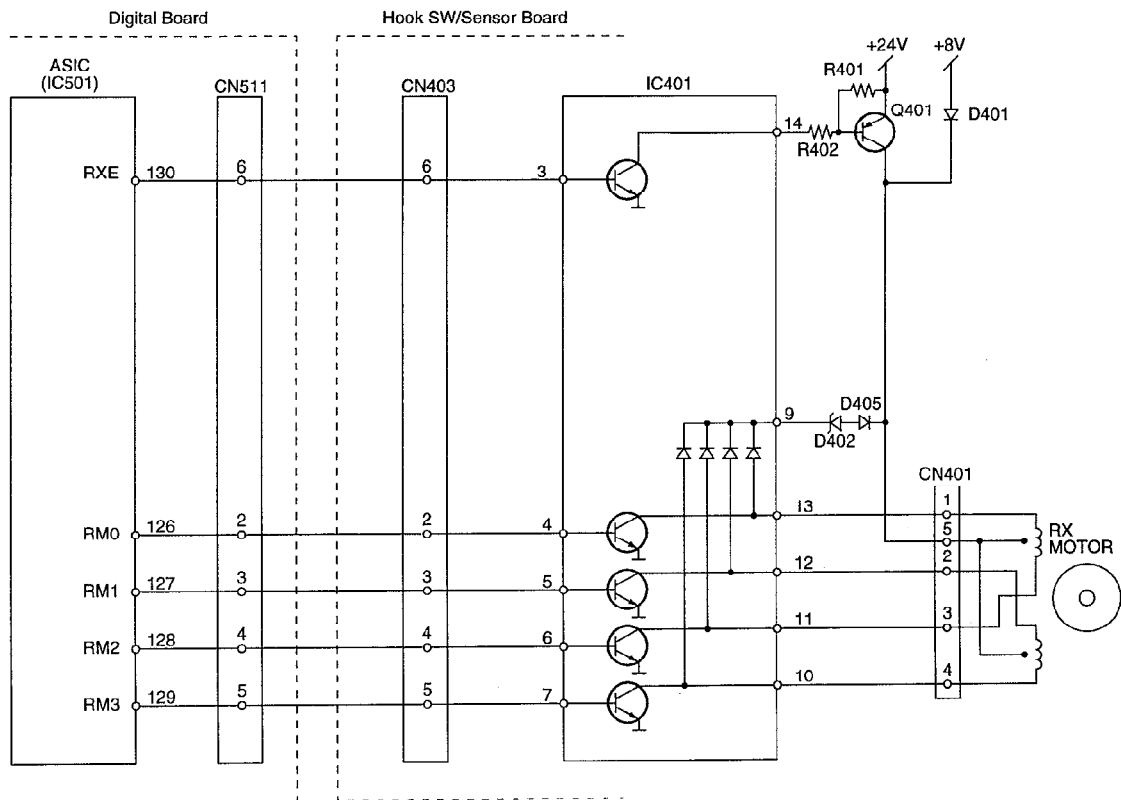 Digital Board
Hook SW/Sensor Board
ASIC
(IC501)
CN511
CN403
IC401
+24V
+8V
R401
Q401
D401
14
R402
RXE
130
6
6
3
9
D405
D402
CN401
RM0
126
2
2
4
13
1
5
RX
MOTOR
RM1
127
3
3
5
12
2
RM2
128
4
4
6
11
3
RM3
129
5
5
7
10
4